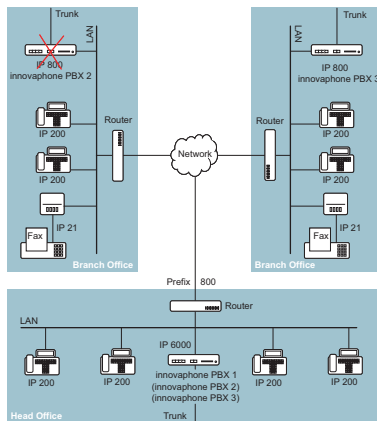 Trunk
LAN
IP 800
innovaphone PBX 2
IP 200
Router
IP 200
IP 21
Fax
Branch Office
Network
Trunk
LAN
IP 800
innovaphone PBX 3
IP 200
Router
IP 200
IP 21
Fax
Branch Office
Prefix 800
Router
LAN
IP 6000
IP 200
IP 200
innovaphone PBX 1
(innovaphone PBX 2)
(innovaphone PBX 3)
IP 200
IP 200
Head Office
Trunk